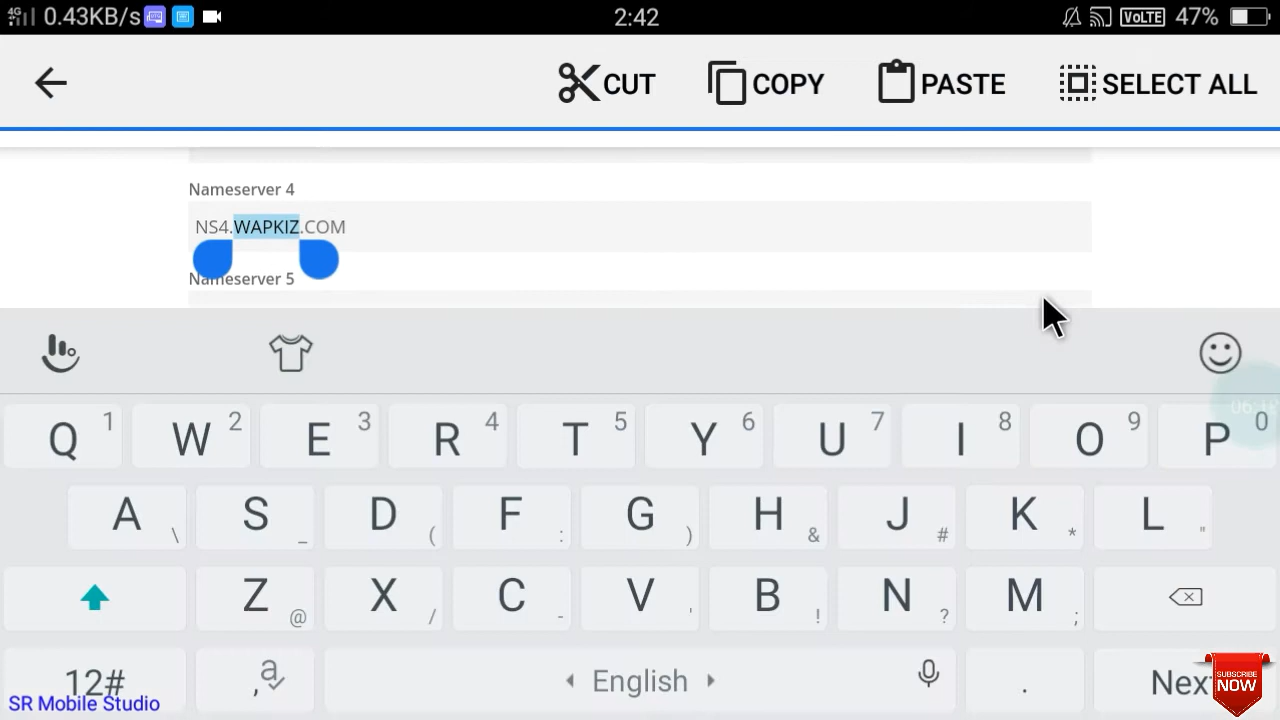 4G 0.43KB/s 2:42 VoLTE 47%
CUT COPY PASTE SELECT ALL
Nameserver 4
NS4.WAPKIZ.COM
Nameserver 5
Q 1 W 2 E 3 R 4 T 5 Y 6 U 7 I 8 O 9 P 0
A \ S _ D ( F : G ) H & J # K * L "
Z @ X / C - V ' B ! N ? M ;
12# , a English . Nex
SUBSCRIBE
NOW
SR Mobile Studio